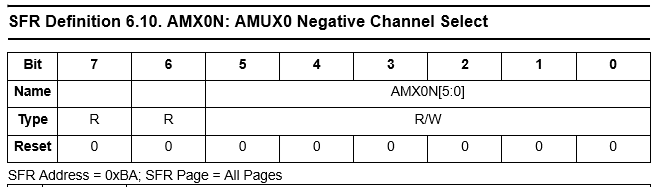 SFR Definition 6.10. AMX0N: AMUX0 Negative Channel Select
Bit 7 6 5 4 3 2 1 0
Name AMX0N[5:0]
Type R R R/W
Reset 0 0 0 0 0 0 0 0
SFR Address = 0xBA; SFR Page = All Pages